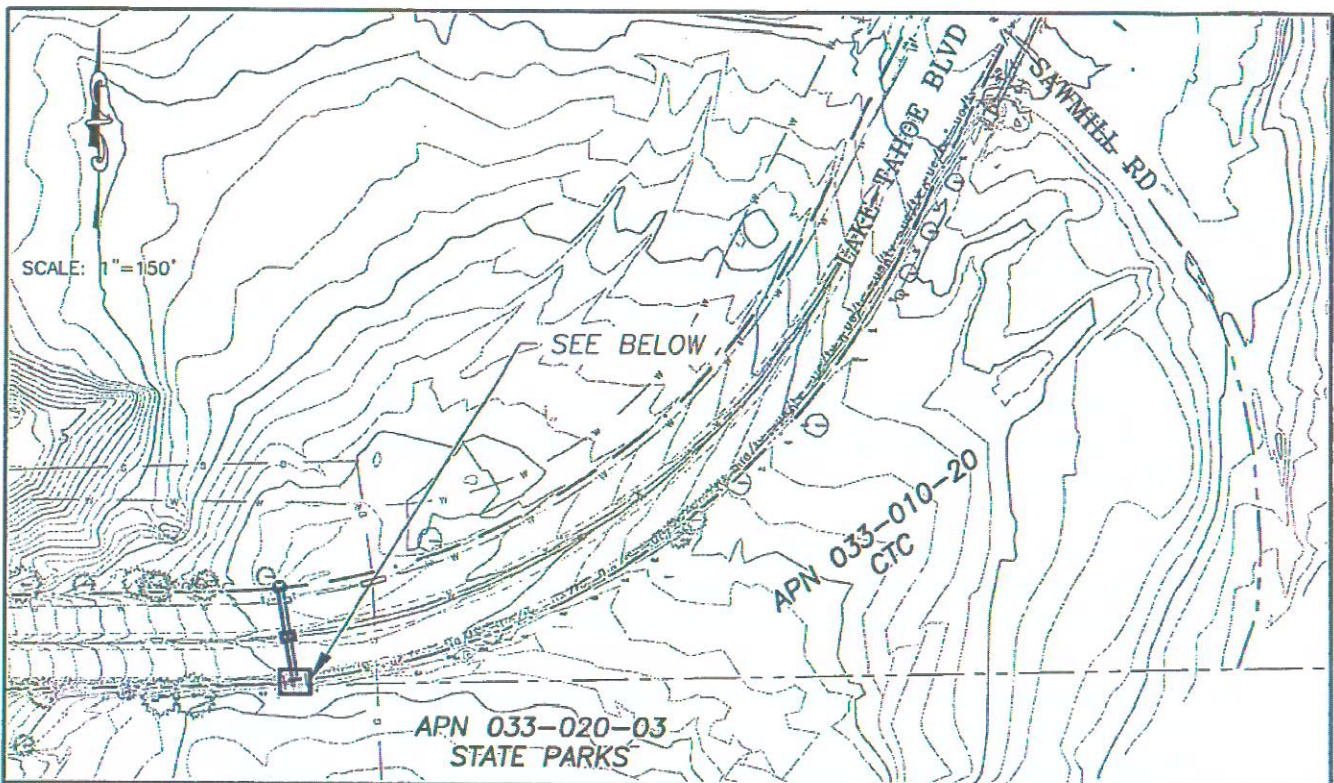 LAKE TAHOE BLVD
SAWMILL RD
SCALE: 1"=150'
SEE BELOW
APN 033-010-20
CTC
APN 033-020-03
STATE PARKS